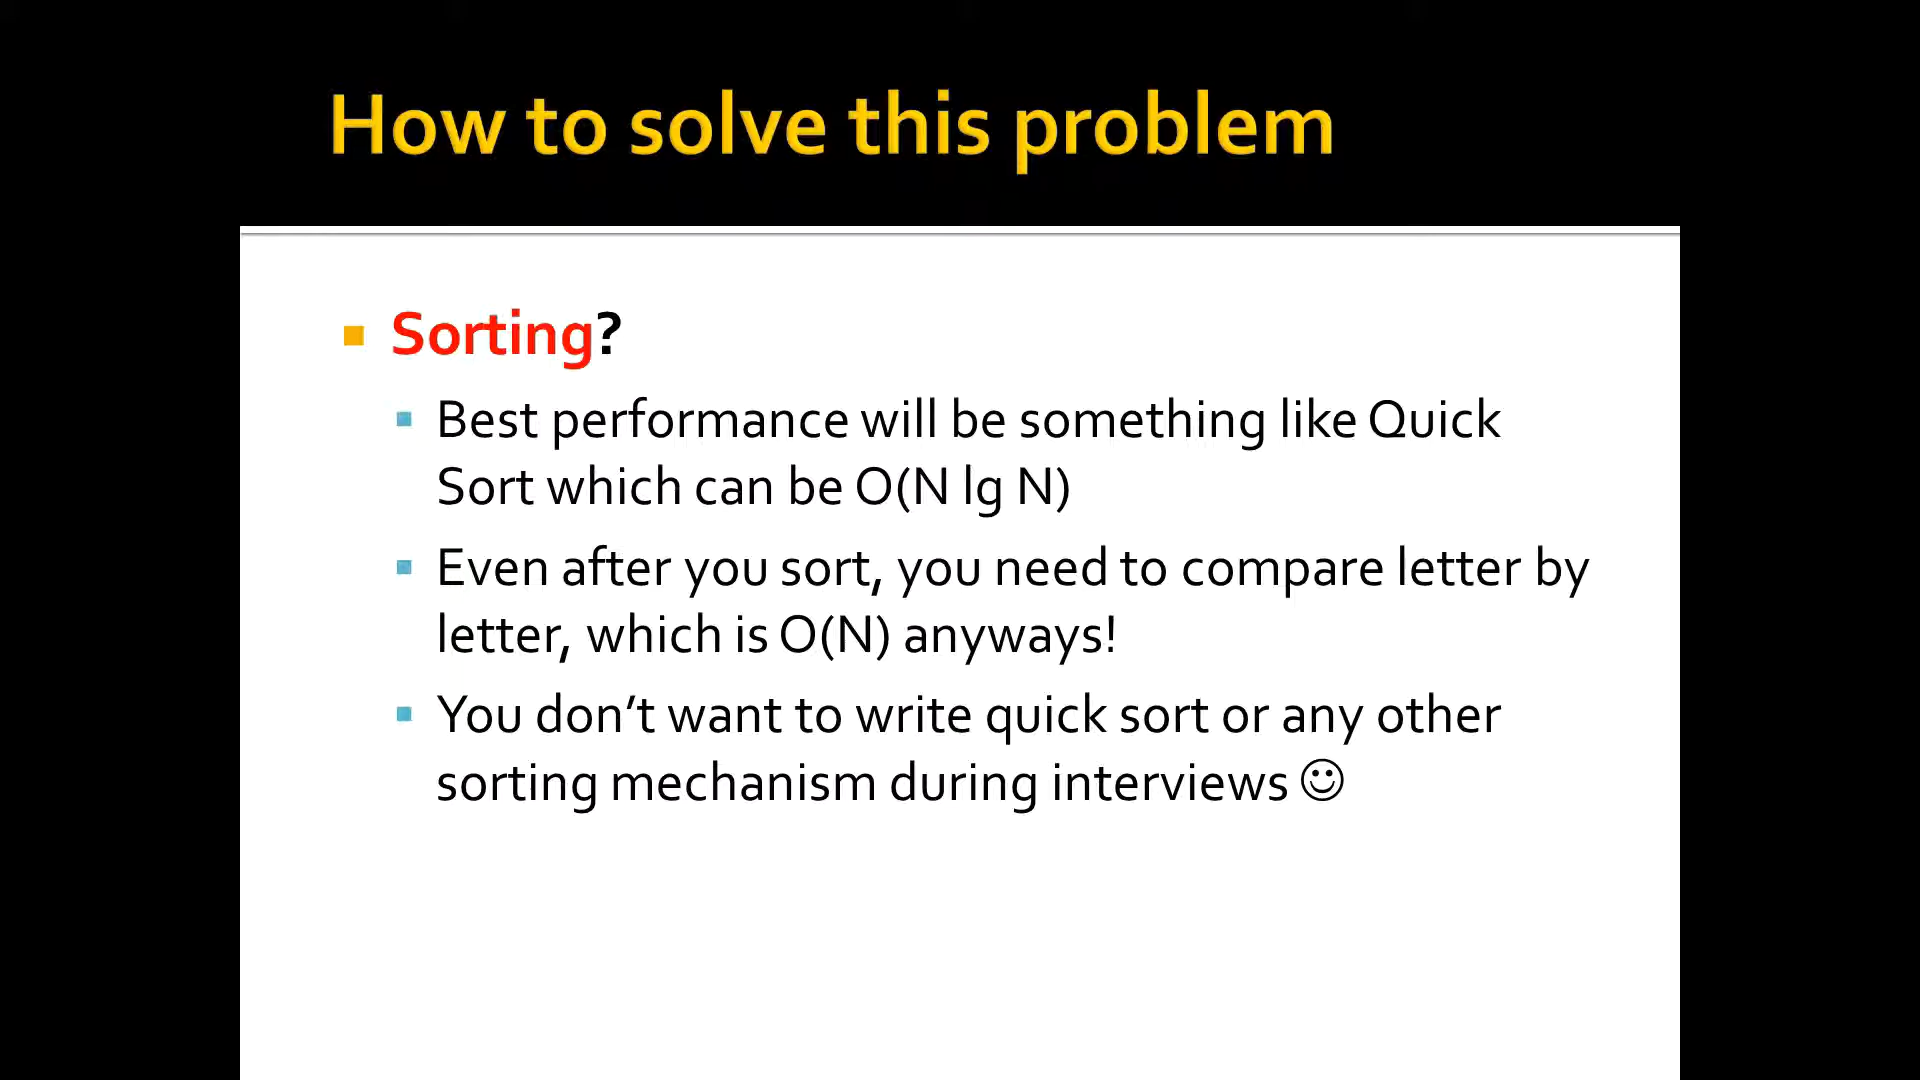 How to solve this problem
Sorting?
Best performance will be something like Quick
Sort which can be O(N lg N)
Even after you sort, you need to compare letter by
letter, which is O(N) anyways!
You don’t want to write quick sort or any other
sorting mechanism during interviews ☺